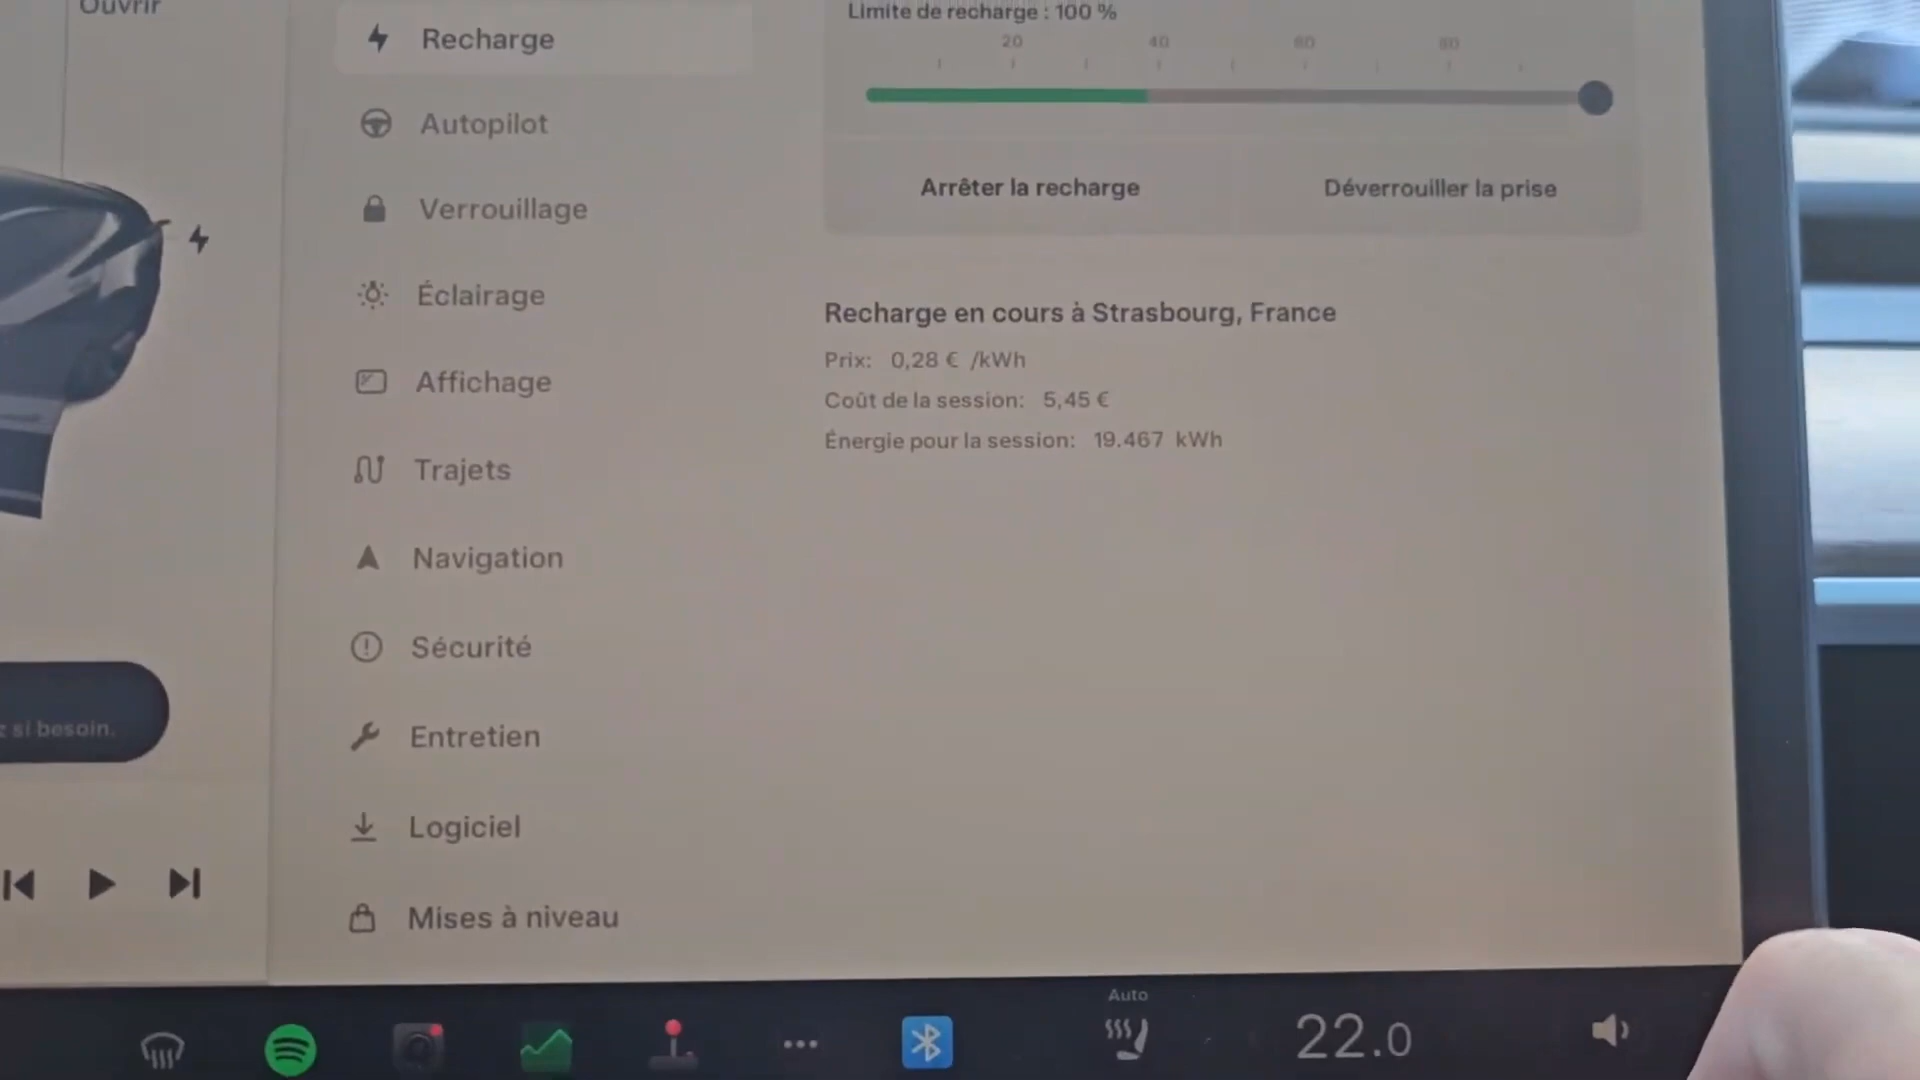 Ouvrir
Recharge
Autopilot
Verrouillage
Éclairage
Affichage
Trajets
Navigation
Sécurité
Entretien
Logiciel
Mises à niveau
Limite de recharge : 100 %
20 40 60 80
Arrêter la recharge
Déverrouiller la prise
Recharge en cours à Strasbourg, France
Prix: 0,28 € /kWh
Coût de la session: 5,45 €
Énergie pour la session: 19.467 kWh
si besoin.
Auto
22.0